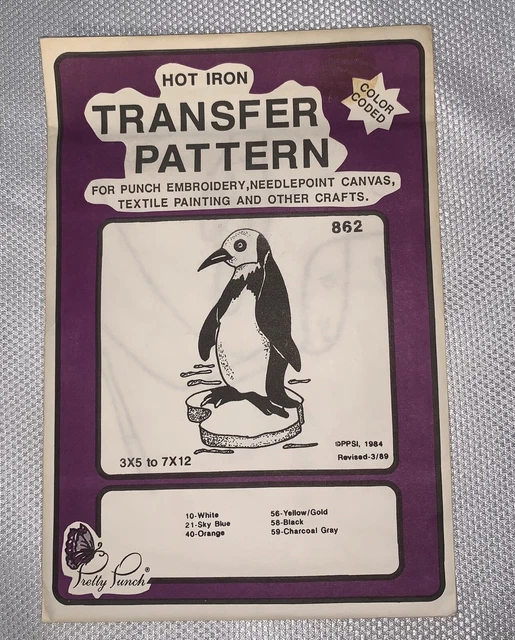 HOT IRON
TRANSFER
PATTERN
COLOR
CODED
FOR PUNCH EMBROIDERY,NEEDLEPOINT CANVAS,
TEXTILE PAINTING AND OTHER CRAFTS.
862
3X5 to 7X12
©PPSI, 1984
Revised-3/89
10-White
21-Sky Blue
40-Orange
56-Yellow/Gold
58-Black
59-Charcoal Gray
Pretty Punch®